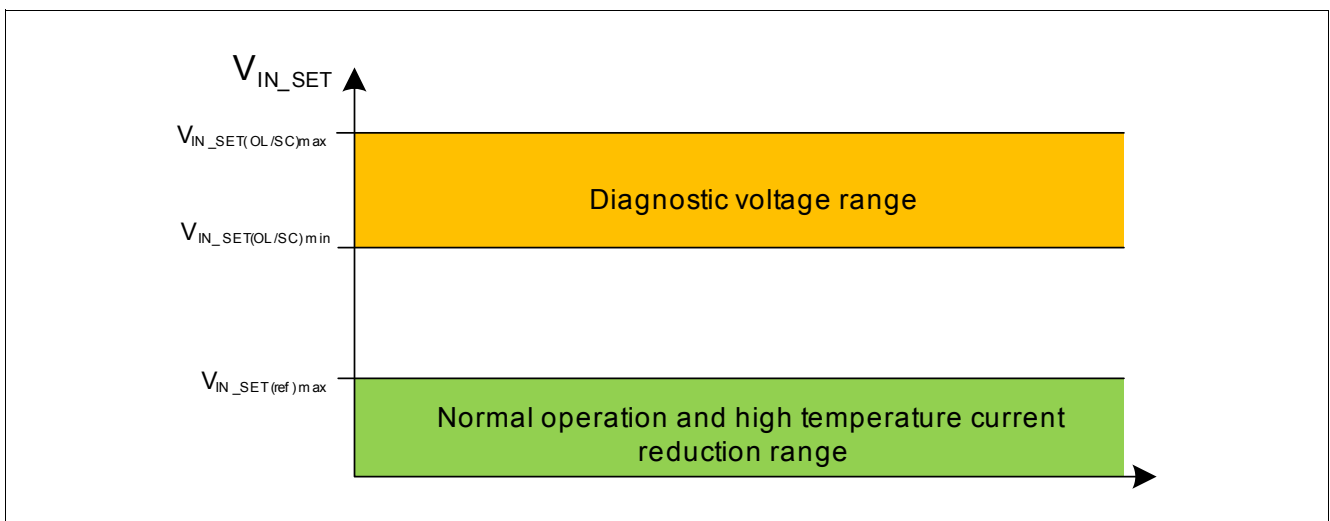 V_IN_SET
V_IN_SET(OL/SC)max
Diagnostic voltage range
V_IN_SET(OL/SC)min
V_IN_SET(ref)max
Normal operation and high temperature current
reduction range